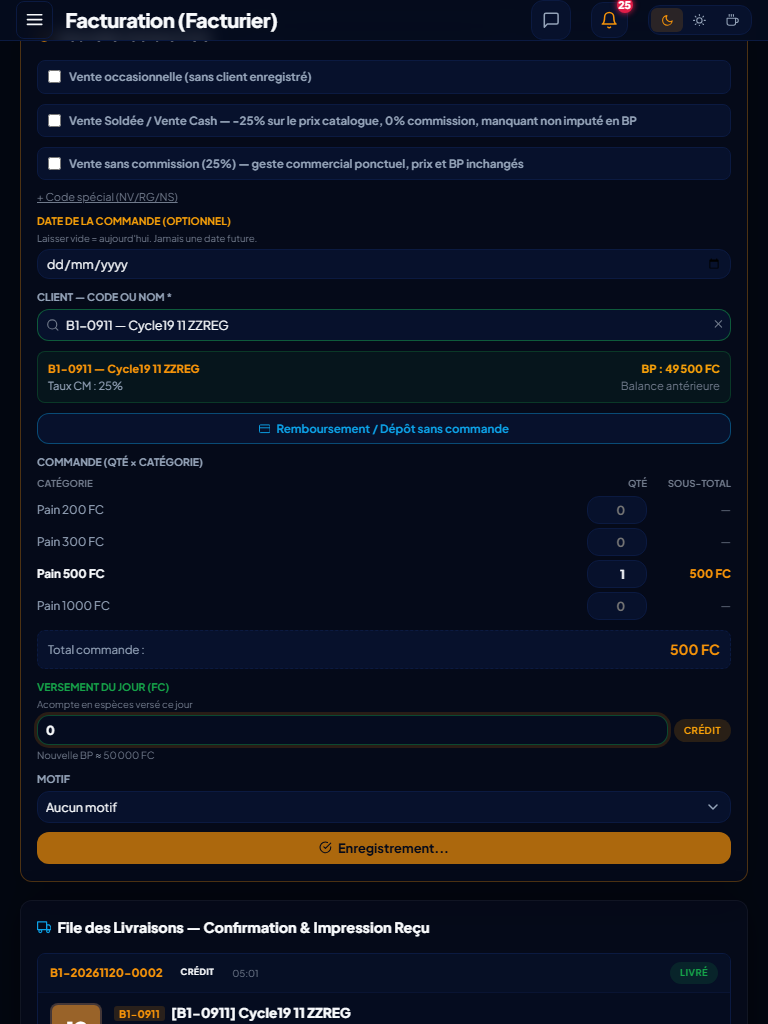 Facturation (Facturier)
25
Vente occasionnelle (sans client enregistré)
Vente Soldée / Vente Cash — -25% sur le prix catalogue, 0% commission, manquant non imputé en BP
Vente sans commission (25%) — geste commercial ponctuel, prix et BP inchangés
+ Code spécial (NV/RG/NS)
DATE DE LA COMMANDE (OPTIONNEL)
Laisser vide = aujourd'hui. Jamais une date future.
dd/mm/yyyy
CLIENT — CODE OU NOM *
B1-0911 — Cycle19 11 ZZREG
B1-0911 — Cycle19 11 ZZREG
BP : 49 500 FC
Taux CM : 25%
Balance antérieure
Remboursement / Dépôt sans commande
COMMANDE (QTÉ × CATÉGORIE)
CATÉGORIE QTÉ SOUS-TOTAL
Pain 200 FC 0 —
Pain 300 FC 0 —
Pain 500 FC 1 500 FC
Pain 1000 FC 0 —
Total commande : 500 FC
VERSEMENT DU JOUR (FC)
Acompte en espèces versé ce jour
0 CRÉDIT
Nouvelle BP ≈ 50 000 FC
MOTIF
Aucun motif
Enregistrement...
File des Livraisons — Confirmation & Impression Reçu
B1-20261120-0002 CRÉDIT 05:01 LIVRÉ
B1-0911 [B1-0911] Cycle19 11 ZZREG